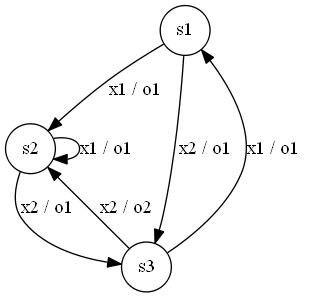 s1
x1 / o1
s2
x1 / o1
x2 / o1
x1 / o1
x2 / o1
x2 / o2
s3